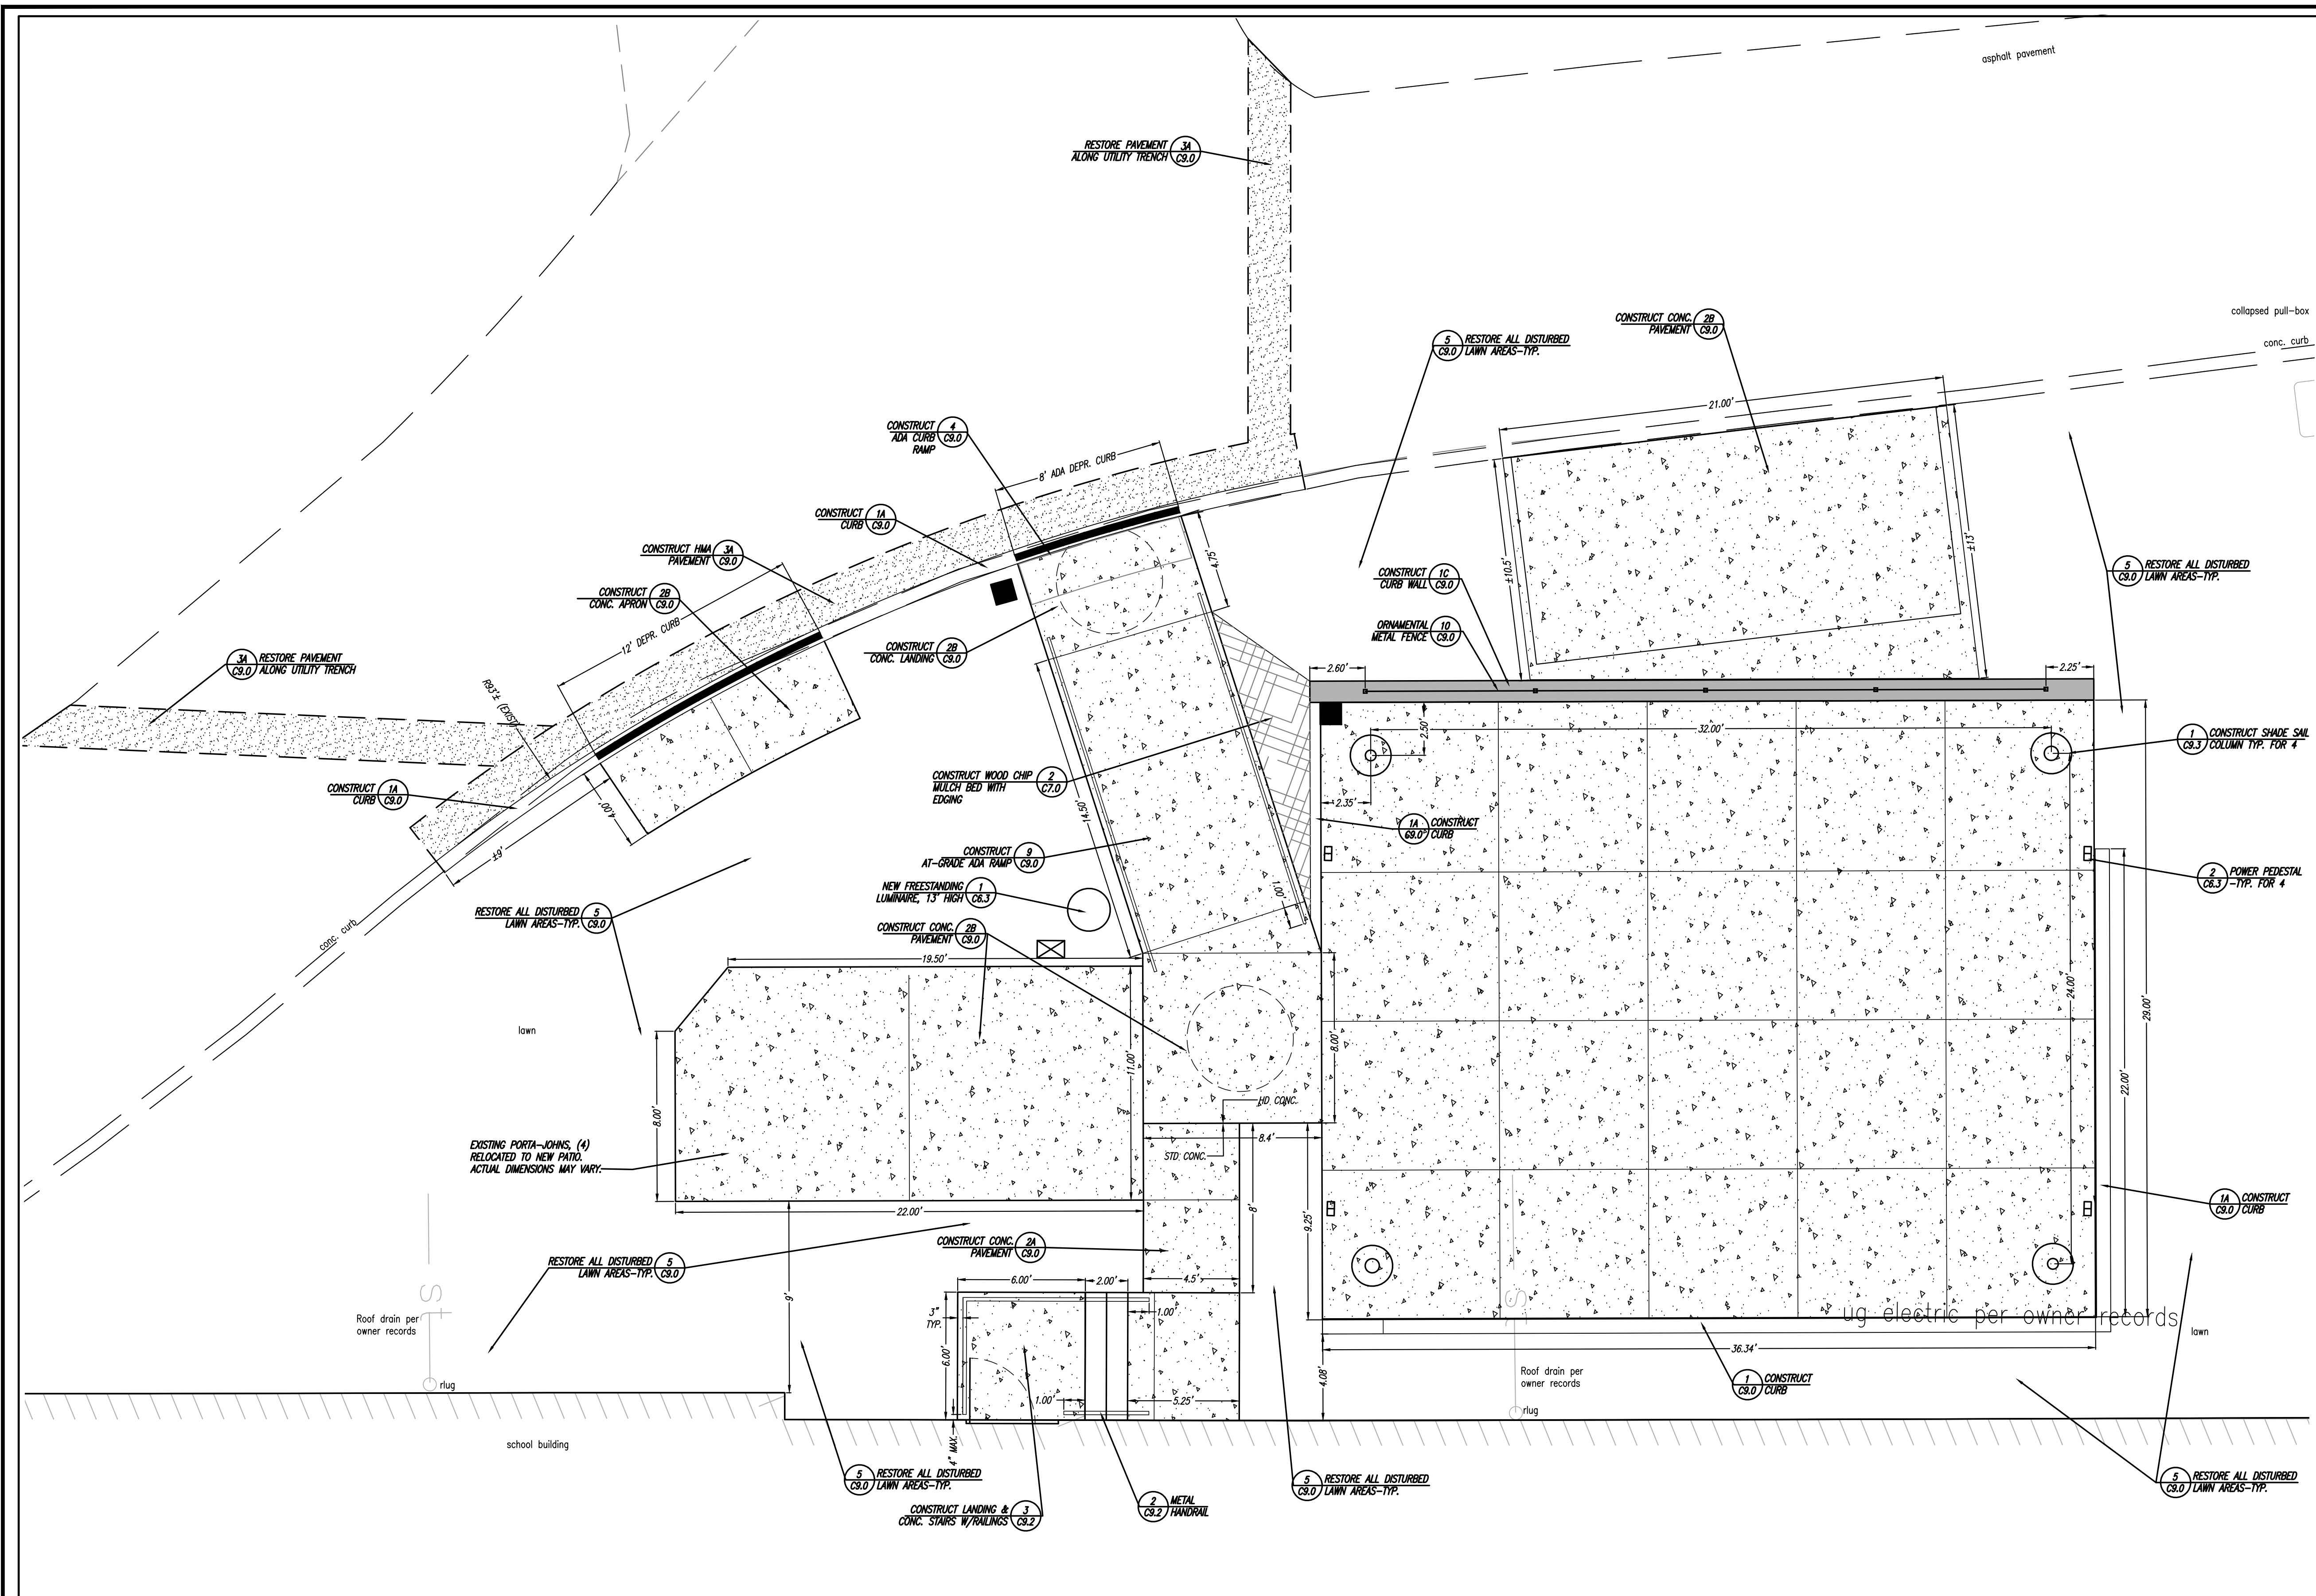 asphalt pavement
RESTORE PAVEMENT
ALONG UTILITY TRENCH
3A
C9.0
collapsed pull-box
conc. curb
CONSTRUCT CONC.
PAVEMENT
2B
C9.0
5
C9.0
RESTORE ALL DISTURBED
LAWN AREAS-TYP.
21.00'
CONSTRUCT
ADA CURB
RAMP
4
C9.0
8' ADA DEPR. CURB
CONSTRUCT
CURB
1A
C9.0
CONSTRUCT HMA
PAVEMENT
3A
C9.0
4.75'
±10.5'
±13'
CONSTRUCT
CURB WALL
1C
C9.0
5
C9.0
RESTORE ALL DISTURBED
LAWN AREAS-TYP.
CONSTRUCT
CONC. APRON
2B
C9.0
12' DEPR. CURB
ORNAMENTAL
METAL FENCE
10
C9.0
CONSTRUCT
CONC. LANDING
2B
C9.0
3A
C9.0
RESTORE PAVEMENT
ALONG UTILITY TRENCH
2.60'
2.25'
R93'± (EXIST)
2.50'
32.00'
1
C9.3
CONSTRUCT SHADE SAIL
COLUMN TYP. FOR 4
CONSTRUCT WOOD CHIP
MULCH BED WITH
EDGING
2
C7.0
CONSTRUCT
CURB
1A
C9.0
4.00'
14.50'
2.35'
1A
C9.0
CONSTRUCT
CURB
±9'
CONSTRUCT
AT-GRADE ADA RAMP
9
C9.0
2
C6.3
POWER PEDESTAL
-TYP. FOR 4
NEW FREESTANDING
LUMINAIRE, 13' HIGH
1
C6.3
1.00'
RESTORE ALL DISTURBED
LAWN AREAS-TYP.
5
C9.0
CONSTRUCT CONC.
PAVEMENT
2B
C9.0
conc. curb
19.50'
24.00'
29.00'
lawn
8.00'
11.00'
8.00'
22.00'
HD. CONC.
8.4'
STD. CONC.
EXISTING PORTA-JOHNS, (4)
RELOCATED TO NEW PATIO.
ACTUAL DIMENSIONS MAY VARY.
22.00'
8'
9.25'
1A
C9.0
CONSTRUCT
CURB
CONSTRUCT CONC.
PAVEMENT
2A
C9.0
RESTORE ALL DISTURBED
LAWN AREAS-TYP.
5
C9.0
9'
6.00'
2.00'
4.5'
3"
TYP.
1.00'
ST
ST
Roof drain per
owner records
ug electric per owner records
lawn
6.00'
36.34'
4.08'
Roof drain per
owner records
1
C9.0
CONSTRUCT
CURB
rlug
1.00'
5.25'
rlug
school building
4" MAX.
5
C9.0
RESTORE ALL DISTURBED
LAWN AREAS-TYP.
5
C9.0
RESTORE ALL DISTURBED
LAWN AREAS-TYP.
5
C9.0
RESTORE ALL DISTURBED
LAWN AREAS-TYP.
CONSTRUCT LANDING &
CONC. STAIRS W/RAILINGS
3
C9.2
2
C9.2
METAL
HANDRAIL